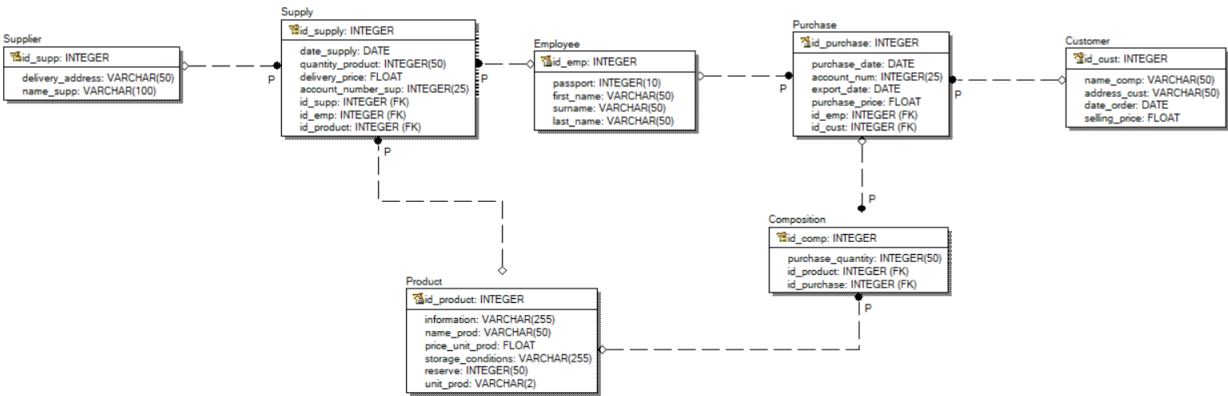 Supplier
id_supp: INTEGER
delivery_address: VARCHAR(50)
name_supp: VARCHAR(100)
P
Supply
id_supply: INTEGER
date_supply: DATE
quantity_product: INTEGER(50)
delivery_price: FLOAT
account_number_sup: INTEGER(25)
id_supp: INTEGER (FK)
id_emp: INTEGER (FK)
id_product: INTEGER (FK)
P
P
Employee
id_emp: INTEGER
passport: INTEGER(10)
first_name: VARCHAR(50)
surname: VARCHAR(50)
last_name: VARCHAR(50)
P
Purchase
id_purchase: INTEGER
purchase_date: DATE
account_num: INTEGER(25)
export_date: DATE
purchase_price: FLOAT
id_emp: INTEGER (FK)
id_cust: INTEGER (FK)
P
Customer
id_cust: INTEGER
name_comp: VARCHAR(50)
address_cust: VARCHAR(50)
date_order: DATE
selling_price: FLOAT
P
Composition
id_comp: INTEGER
purchase_quantity: INTEGER(50)
id_product: INTEGER (FK)
id_purchase: INTEGER (FK)
P
Product
id_product: INTEGER
information: VARCHAR(255)
name_prod: VARCHAR(50)
price_unit_prod: FLOAT
storage_conditions: VARCHAR(255)
reserve: INTEGER(50)
unit_prod: VARCHAR(2)